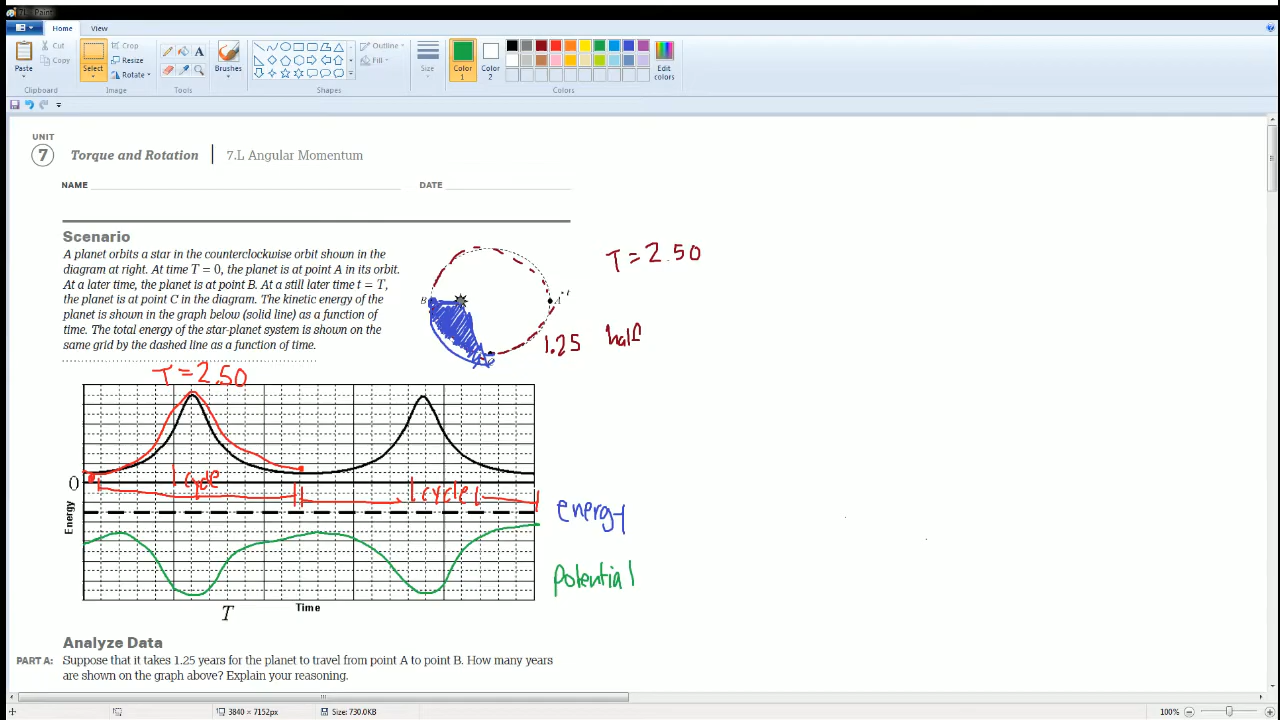 7L - Paint
Home
View
Paste
Cut
Copy
Clipboard
Select
Crop
Resize
Rotate
Image
Tools
Brushes
Shapes
Outline
Fill
Size
Color 1
Color 2
Edit colors
Colors
UNIT
7
Torque and Rotation | 7.L Angular Momentum
NAME
DATE
Scenario
A planet orbits a star in the counterclockwise orbit shown in the
diagram at right. At time T = 0, the planet is at point A in its orbit.
At a later time, the planet is at point B. At a still later time t = T,
the planet is at point C in the diagram. The kinetic energy of the
planet is shown in the graph below (solid line) as a function of
time. The total energy of the star-planet system is shown on the
same grid by the dashed line as a function of time.
B
A
T = 2.50
1.25 half
T = 2.50
0
1 cycle
1 cycle
Energy
energy
potential
T
Time
Analyze Data
PART A: Suppose that it takes 1.25 years for the planet to travel from point A to point B. How many years
are shown on the graph above? Explain your reasoning.
3840 × 7152px
Size: 730.0KB
100%